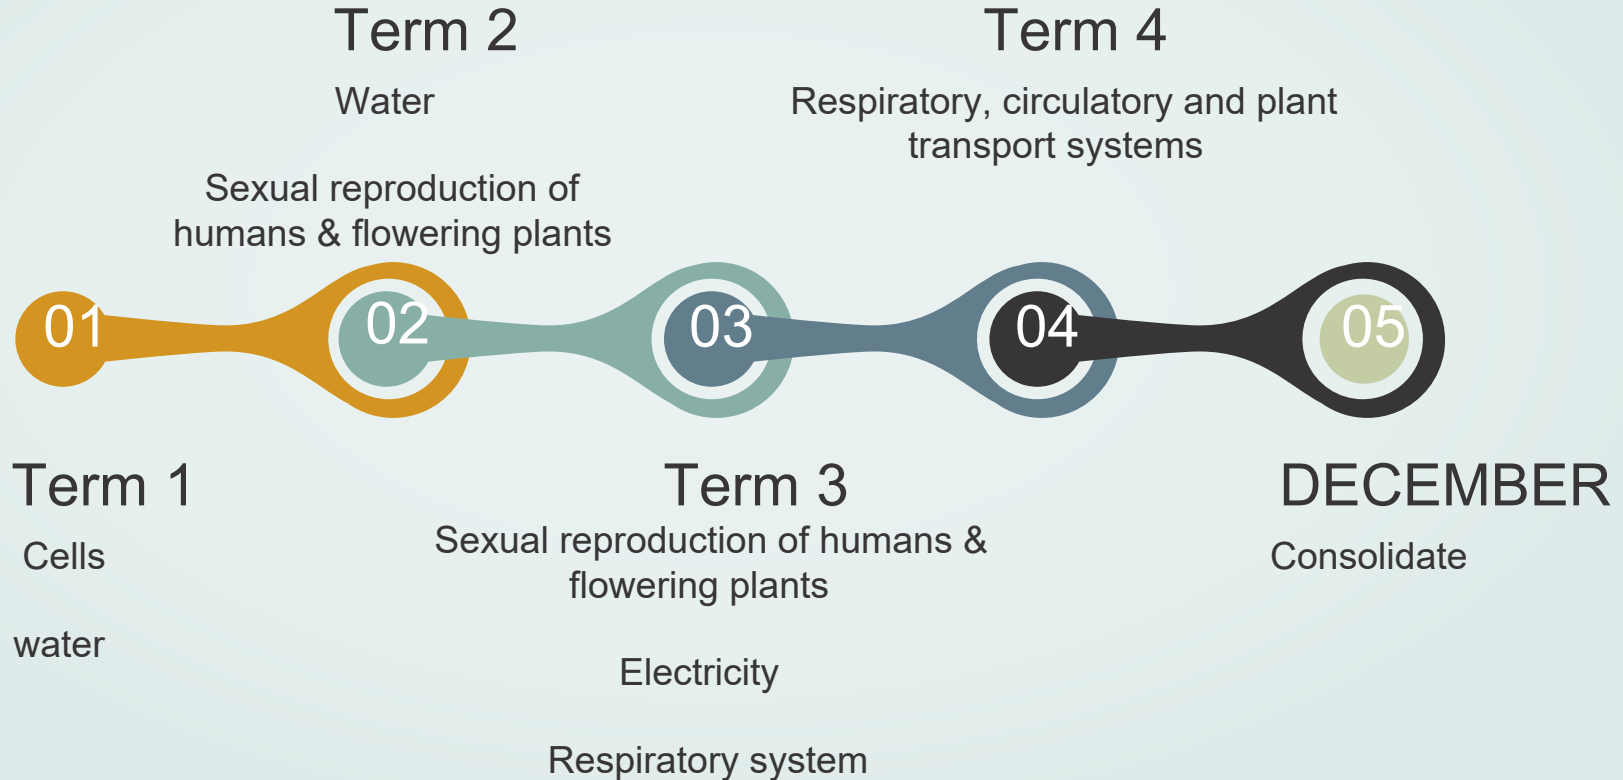 Term 2
Water
Sexual reproduction of
humans & flowering plants
Term 4
Respiratory, circulatory and plant
transport systems
01
02
03
04
05
Term 1
Cells
water
Term 3
Sexual reproduction of humans &
flowering plants
Electricity
Respiratory system
DECEMBER
Consolidate